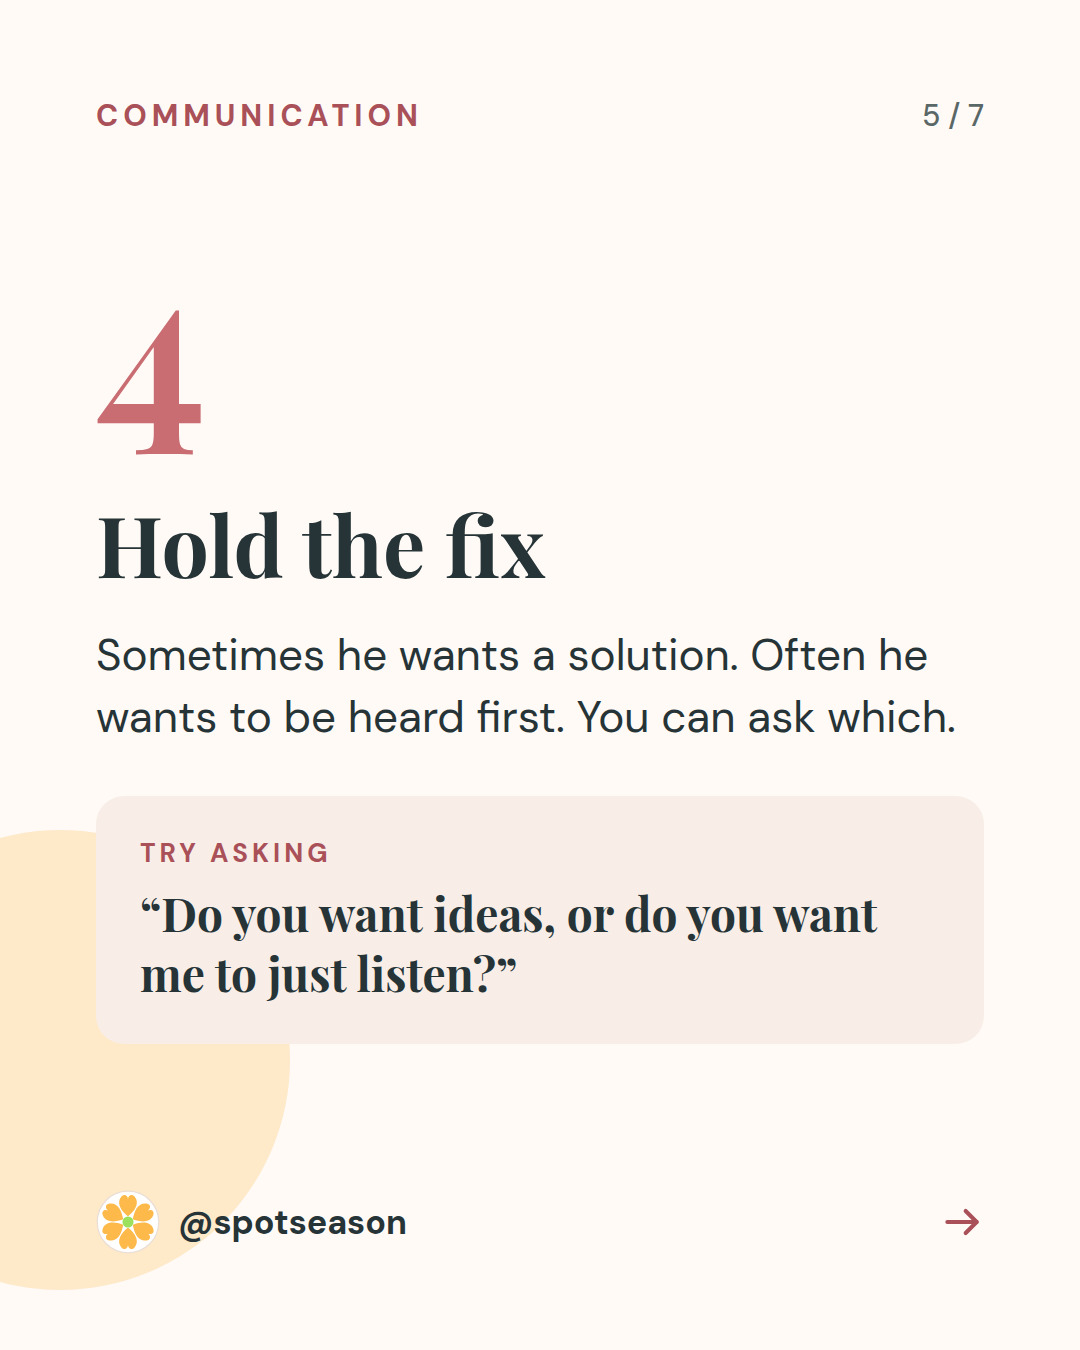 COMMUNICATION
5 / 7
4
Hold the fix
Sometimes he wants a solution. Often he
wants to be heard first. You can ask which.
TRY ASKING
“Do you want ideas, or do you want
me to just listen?”
@spotseason